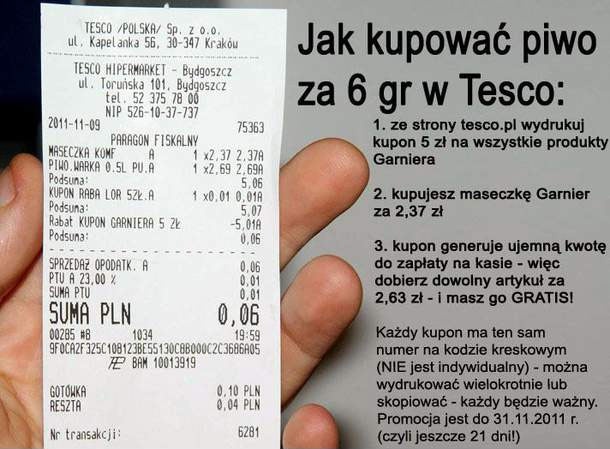 TESCO /POLSKA/ Sp. z o.o.
ul. Kapelanka 56, 30-347 Kraków
TESCO HIPERMARKET - Bydgoszcz
ul. Toruńska 101, Bydgoszcz
tel. 52 375 78 00
NIP 526-10-37-737
2011-11-09 75363
PARAGON FISKALNY
MASECZKA KOMF A 1 x2,37 2,37A
PIWO.WARKA 0.5L PU.A 1 x2,69 2,69A
Podsuma: 5,06
KUPON RABA LOR 5ZŁ.A 1 x0,01 0,01A
Podsuma: 5,07
Rabat KUPON GARNIERA 5 ZŁ -5,01A
Podsuma: 0,06
SPRZEDAŻ OPODATK. A 0,06
PTU A 23,00 % 0,01
SUMA PTU 0,01
SUMA PLN 0,06
00285 #8 1034 19:59
BAM 10013919
GOTÓWKA 0,10 PLN
RESZTA 0,04 PLN
Nr transakcji: 6281
Jak kupować piwo
za 6 gr w Tesco:
1. ze strony tesco.pl wydrukuj
kupon 5 zł na wszystkie produkty
Garniera
2. kupujesz maseczkę Garnier
za 2,37 zł
3. kupon generuje ujemną kwotę
do zapłaty na kasie - więc
dobierz dowolny artykuł za
2,63 zł - i masz go GRATIS!
Każdy kupon ma ten sam
numer na kodzie kreskowym
(NIE jest indywidualny) - można
wydrukować wielokrotnie lub
skopiować - każdy będzie ważny.
Promocja jest do 31.11.2011 r.
(czyli jeszcze 21 dni!)